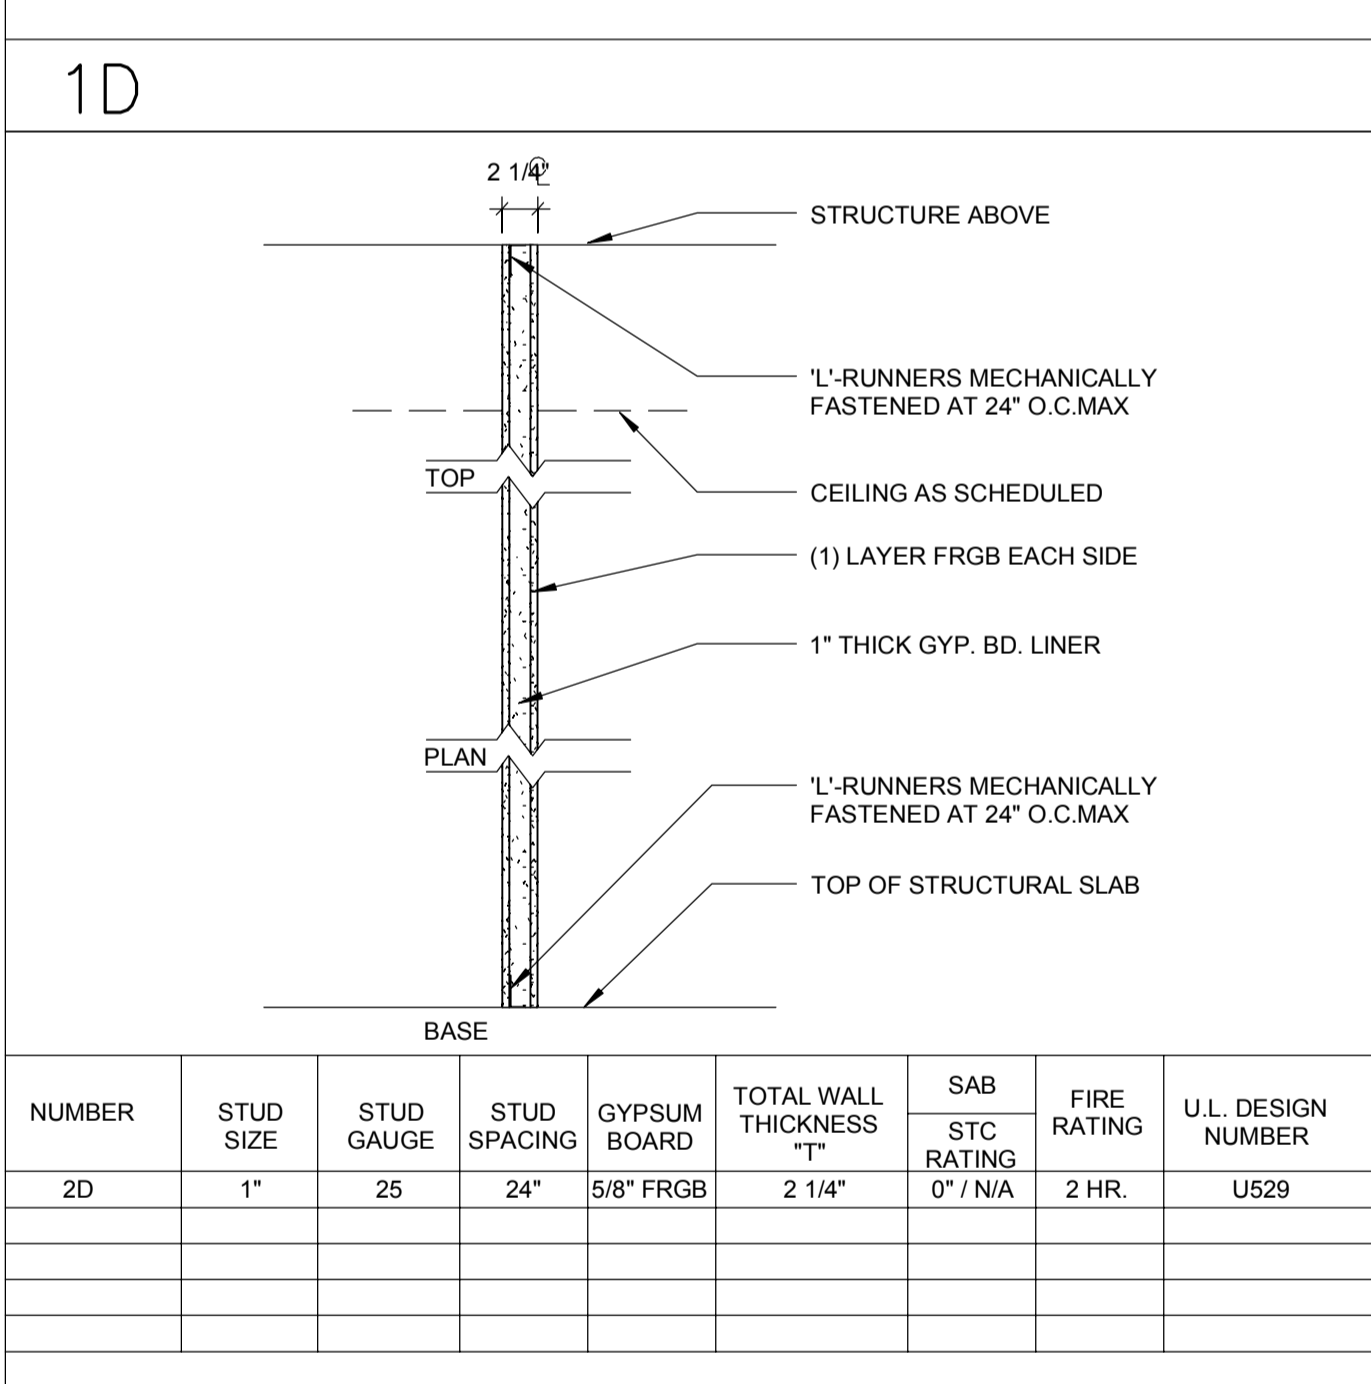 1D
2 1/4"
STRUCTURE ABOVE
'L'-RUNNERS MECHANICALLY
FASTENED AT 24" O.C.MAX
TOP
CEILING AS SCHEDULED
(1) LAYER FRGB EACH SIDE
1" THICK GYP. BD. LINER
PLAN
'L'-RUNNERS MECHANICALLY
FASTENED AT 24" O.C.MAX
TOP OF STRUCTURAL SLAB
BASE
NUMBER
STUD
SIZE
STUD
GAUGE
STUD
SPACING
GYPSUM
BOARD
TOTAL WALL
THICKNESS
"T"
SAB
STC
RATING
FIRE
RATING
U.L. DESIGN
NUMBER
2D 1" 25 24" 5/8" FRGB 2 1/4" 0" / N/A 2 HR. U529